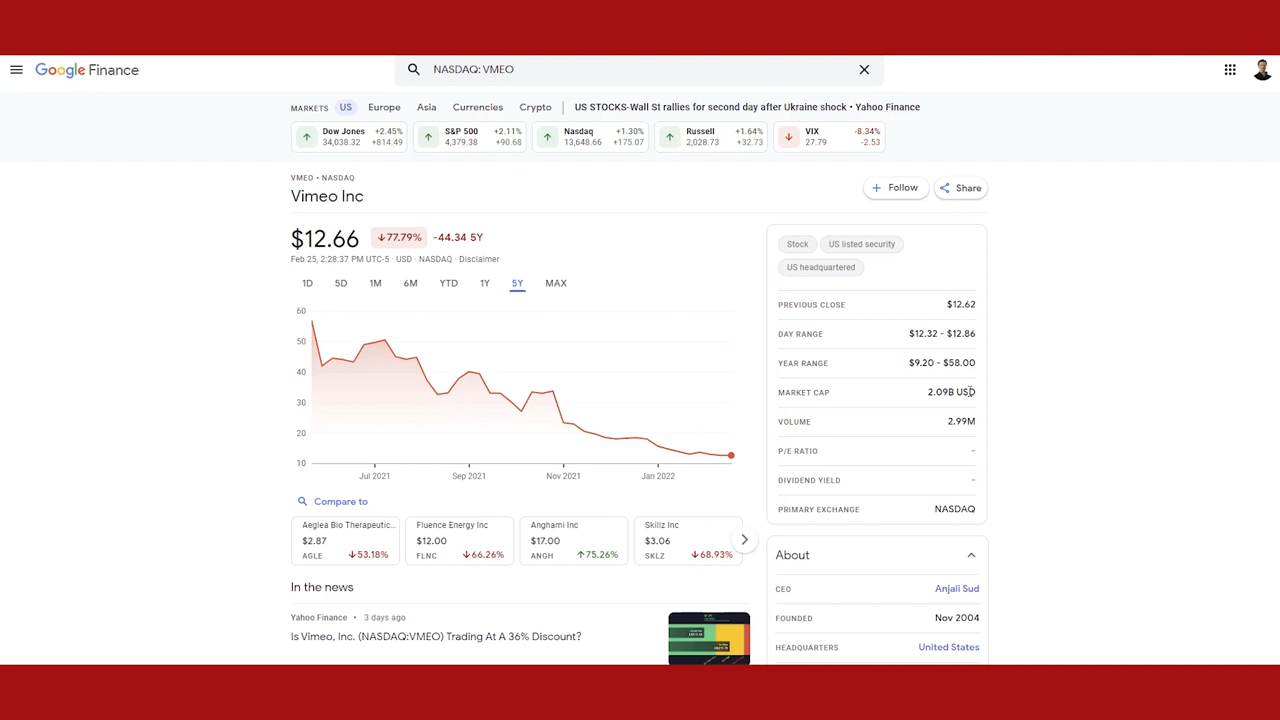 Google Finance
NASDAQ: VMEO
MARKETS US Europe Asia Currencies Crypto US STOCKS-Wall St rallies for second day after Ukraine shock • Yahoo Finance
Dow Jones +2.45%
34,038.32 +814.49
S&P 500 +2.11%
4,379.38 +90.68
Nasdaq +1.30%
13,648.66 +175.07
Russell +1.64%
2,028.73 +32.73
VIX -8.34%
27.79 -2.53
VMEO • NASDAQ
Vimeo Inc
Follow
Share
$12.66 77.79% -44.34 5Y
Feb 25, 2:28:37 PM UTC-5 · USD · NASDAQ · Disclaimer
1D 5D 1M 6M YTD 1Y 5Y MAX
60
50
40
30
20
10
Jul 2021 Sep 2021 Nov 2021 Jan 2022
Compare to
Aeglea Bio Therapeutic...
$2.87
AGLE 53.18%
Fluence Energy Inc
$12.00
FLNC 66.26%
Anghami Inc
$17.00
ANGH 75.26%
Skillz Inc
$3.06
SKLZ 68.93%
In the news
Yahoo Finance • 3 days ago
Is Vimeo, Inc. (NASDAQ:VMEO) Trading At A 36% Discount?
Stock US listed security
US headquartered
PREVIOUS CLOSE $12.62
DAY RANGE $12.32 - $12.86
YEAR RANGE $9.20 - $58.00
MARKET CAP 2.09B USD
VOLUME 2.99M
P/E RATIO -
DIVIDEND YIELD -
PRIMARY EXCHANGE NASDAQ
About
CEO Anjali Sud
FOUNDED Nov 2004
HEADQUARTERS United States